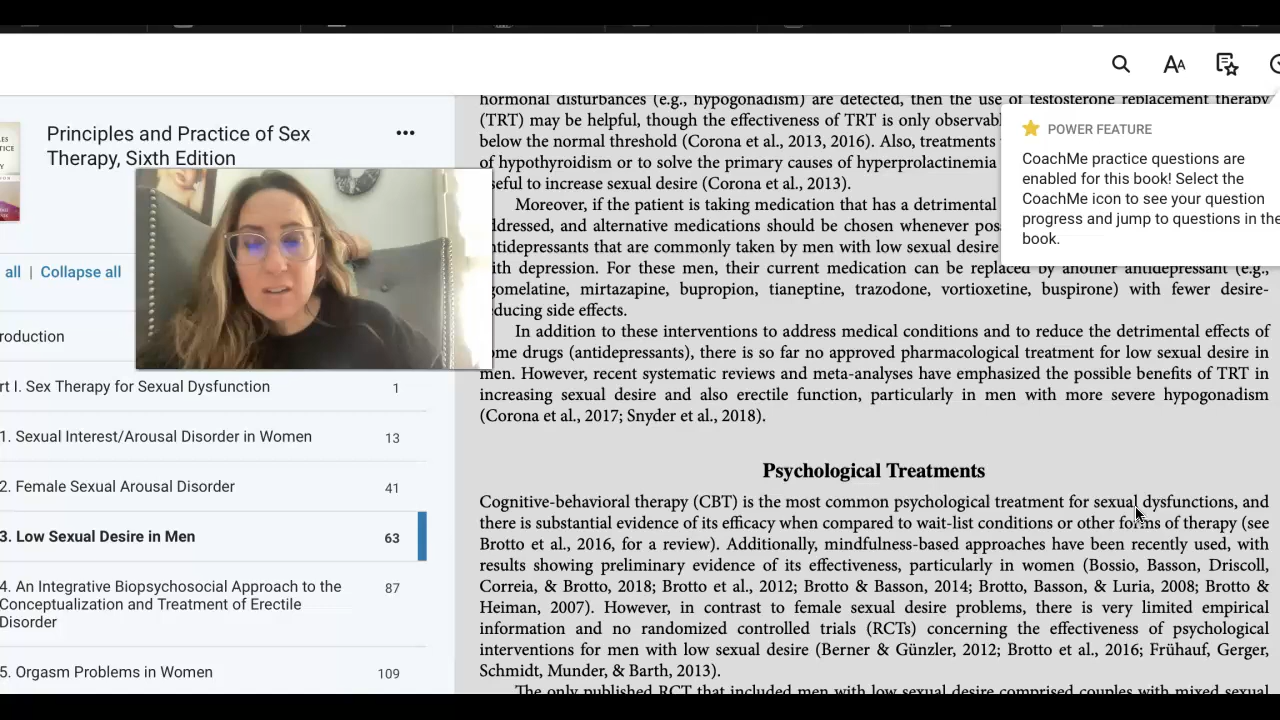 Principles and Practice of Sex
Therapy, Sixth Edition
all | Collapse all
roduction
rt I. Sex Therapy for Sexual Dysfunction 1
1. Sexual Interest/Arousal Disorder in Women 13
2. Female Sexual Arousal Disorder 41
3. Low Sexual Desire in Men 63
4. An Integrative Biopsychosocial Approach to the 87
Conceptualization and Treatment of Erectile
Disorder
5. Orgasm Problems in Women 109
hormonal disturbances (e.g., hypogonadism) are detected, then the use of testosterone replacement therapy
(TRT) may be helpful, though the effectiveness of TRT is only observabl
below the normal threshold (Corona et al., 2013, 2016). Also, treatments
of hypothyroidism or to solve the primary causes of hyperprolactinemia
seful to increase sexual desire (Corona et al., 2013).
Moreover, if the patient is taking medication that has a detrimental
ddressed, and alternative medications should be chosen whenever pos
ntidepressants that are commonly taken by men with low sexual desire
ith depression. For these men, their current medication can be replaced by another antidepressant (e.g.,
gomelatine, mirtazapine, bupropion, tianeptine, trazodone, vortioxetine, buspirone) with fewer desire-
educing side effects.
In addition to these interventions to address medical conditions and to reduce the detrimental effects of
ome drugs (antidepressants), there is so far no approved pharmacological treatment for low sexual desire in
men. However, recent systematic reviews and meta-analyses have emphasized the possible benefits of TRT in
increasing sexual desire and also erectile function, particularly in men with more severe hypogonadism
(Corona et al., 2017; Snyder et al., 2018).
Psychological Treatments
Cognitive-behavioral therapy (CBT) is the most common psychological treatment for sexual dysfunctions, and
there is substantial evidence of its efficacy when compared to wait-list conditions or other forms of therapy (see
Brotto et al., 2016, for a review). Additionally, mindfulness-based approaches have been recently used, with
results showing preliminary evidence of its effectiveness, particularly in women (Bossio, Basson, Driscoll,
Correia, & Brotto, 2018; Brotto et al., 2012; Brotto & Basson, 2014; Brotto, Basson, & Luria, 2008; Brotto &
Heiman, 2007). However, in contrast to female sexual desire problems, there is very limited empirical
information and no randomized controlled trials (RCTs) concerning the effectiveness of psychological
interventions for men with low sexual desire (Berner & Günzler, 2012; Brotto et al., 2016; Frühauf, Gerger,
Schmidt, Munder, & Barth, 2013).
The only published RCT that included men with low sexual desire comprised couples with mixed sexual
POWER FEATURE
CoachMe practice questions are
enabled for this book! Select the
CoachMe icon to see your question
progress and jump to questions in the
book.